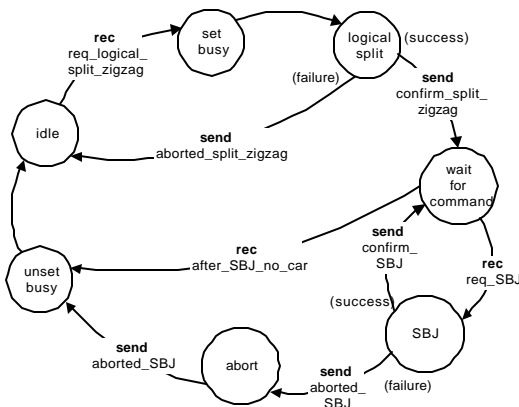 rec
req_logical_
split_zigzag
set
busy
logical
split
(success)
(failure)
send
confirm_split_
zigzag
idle
send
aborted_split_zigzag
wait
for
command
send
confirm_
SBJ
rec
after_SBJ_no_car
rec
req_SBJ
unset
busy
(success)
SBJ
send
aborted_SBJ
abort
send
aborted_
SBJ
(failure)